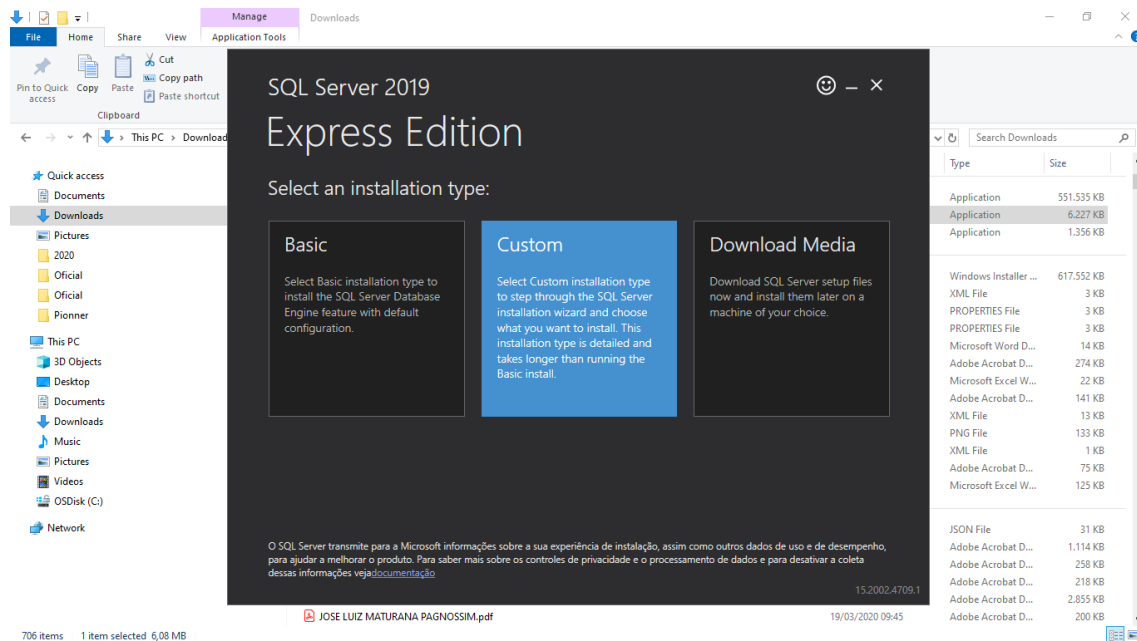 Manage
Downloads
File
Home
Share
View
Application Tools
Pin to Quick
access
Copy
Paste
Cut
Copy path
Paste shortcut
Clipboard
This PC > Download
Search Downloads
Quick access
Documents
Downloads
Pictures
2020
Oficial
Oficial
Pionner
This PC
3D Objects
Desktop
Documents
Downloads
Music
Pictures
Videos
OSDisk (C:)
Network
SQL Server 2019
Express Edition
Select an installation type:
Basic
Select Basic installation type to
install the SQL Server Database
Engine feature with default
configuration.
Custom
Select Custom installation type
to step through the SQL Server
installation wizard and choose
what you want to install. This
installation type is detailed and
takes longer than running the
Basic install.
Download Media
Download SQL Server setup files
now and install them later on a
machine of your choice.
O SQL Server transmite para a Microsoft informações sobre a sua experiência de instalação, assim como outros dados de uso e de desempenho,
para ajudar a melhorar o produto. Para saber mais sobre os controles de privacidade e o processamento de dados e para desativar a coleta
dessas informações vejadocumentação
15.2002.4709.1
Type Size
Application 551.535 KB
Application 6.227 KB
Application 1.356 KB
Windows Installer ... 617.552 KB
XML File 3 KB
PROPERTIES File 3 KB
PROPERTIES File 3 KB
Microsoft Word D... 14 KB
Adobe Acrobat D... 274 KB
Microsoft Excel W... 22 KB
Adobe Acrobat D... 141 KB
XML File 13 KB
PNG File 133 KB
XML File 1 KB
Adobe Acrobat D... 75 KB
Microsoft Excel W... 125 KB
JSON File 31 KB
Adobe Acrobat D... 1.114 KB
Adobe Acrobat D... 258 KB
Adobe Acrobat D... 218 KB
Adobe Acrobat D... 2.855 KB
JOSE LUIZ MATURANA PAGNOSSIM.pdf 19/03/2020 09:45 Adobe Acrobat D... 200 KB
706 items 1 item selected 6,08 MB